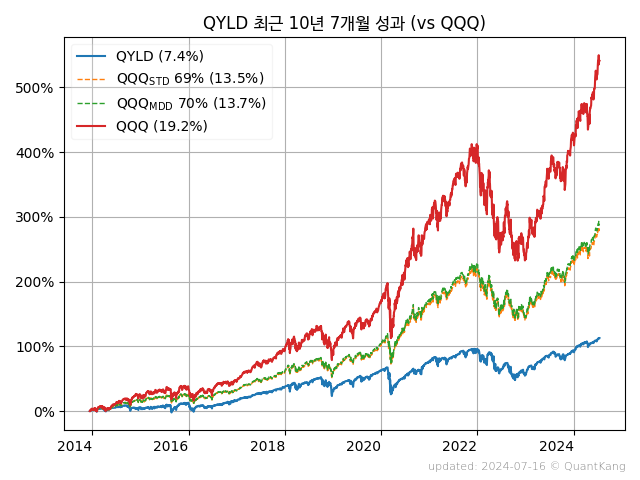 QYLD 최근 10년 7개월 성과 (vs QQQ)
QYLD (7.4%)
QQQSTD 69% (13.5%)
QQQMDD 70% (13.7%)
QQQ (19.2%)
500%
400%
300%
200%
100%
0%
2014 2016 2018 2020 2022 2024
updated: 2024-07-16 © QuantKang